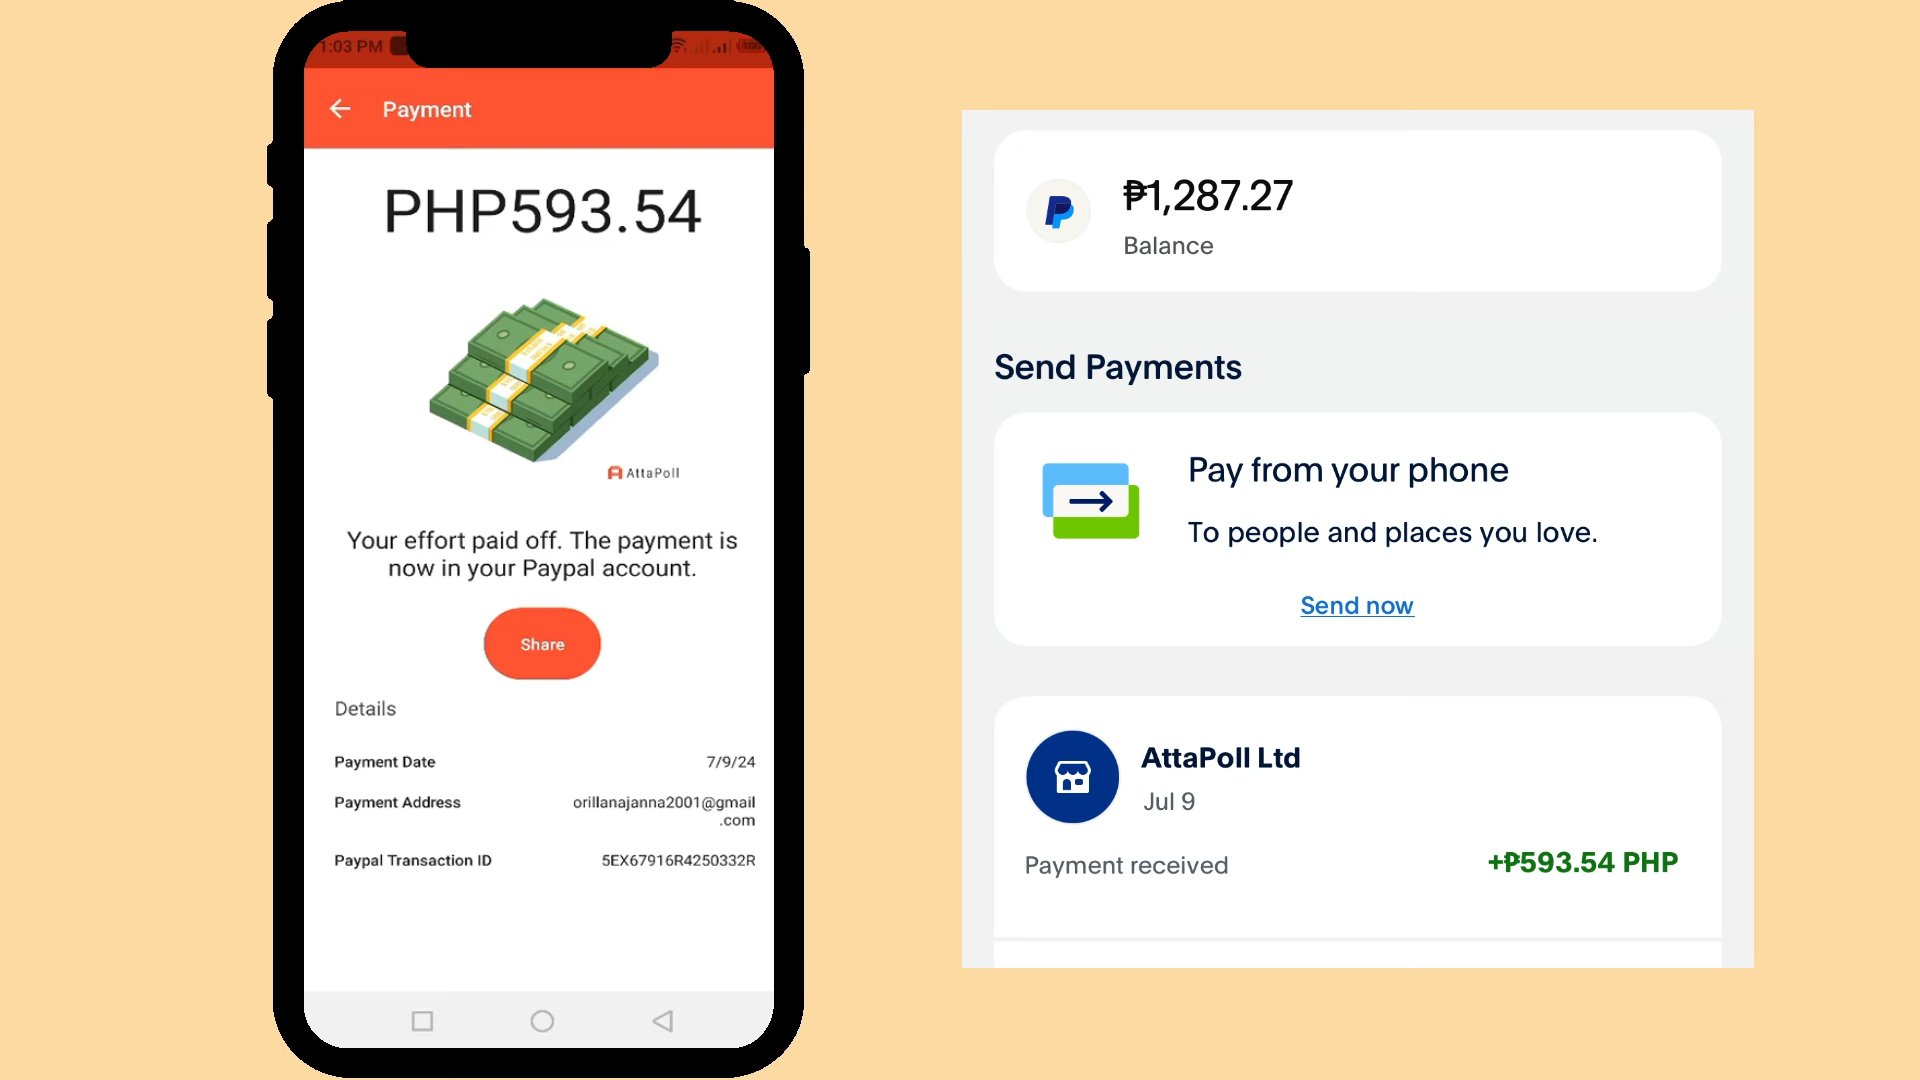 1:03 PM
Payment
PHP593.54
AttaPoll
Your effort paid off. The payment is
now in your Paypal account.
Share
Details
Payment Date 7/9/24
Payment Address orillanajanna2001@gmail
.com
Paypal Transaction ID 5EX67916R4250332R
₱1,287.27
Balance
Send Payments
Pay from your phone
To people and places you love.
Send now
AttaPoll Ltd
Jul 9
Payment received +₱593.54 PHP